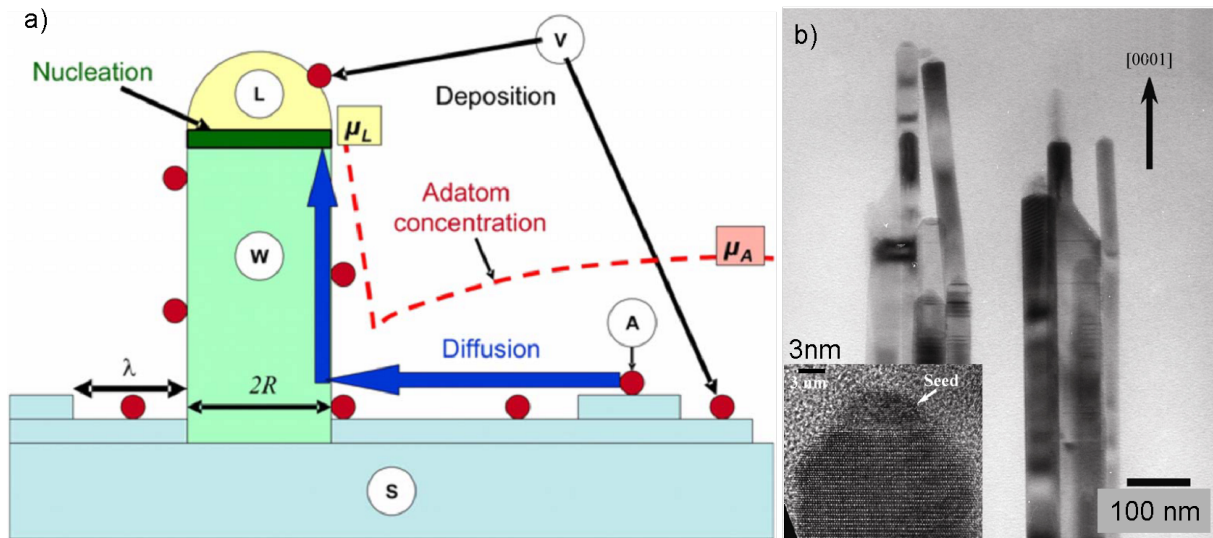 a)
V
Nucleation
L
Deposition
μL
Adatom
concentration
W
μA
A
λ
Diffusion
2R
S
b)
[0001]
3nm
3 nm
Seed
100 nm